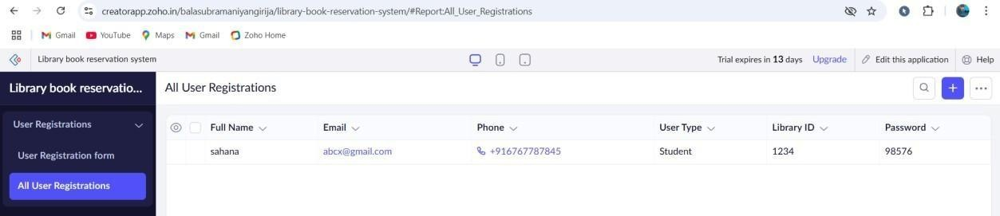 creatorapp.zoho.in/balasubramaniyangirija/library-book-reservation-system/#Report:All_User_Registrations
Gmail YouTube Maps Gmail Zoho Home
Library book reservation system Trial expires in 13 days Upgrade Edit this application Help
Library book reservatio... All User Registrations
User Registrations
Full Name Email Phone User Type Library ID Password
User Registration form
sahana abcx@gmail.com +916767787845 Student 1234 98576
All User Registrations